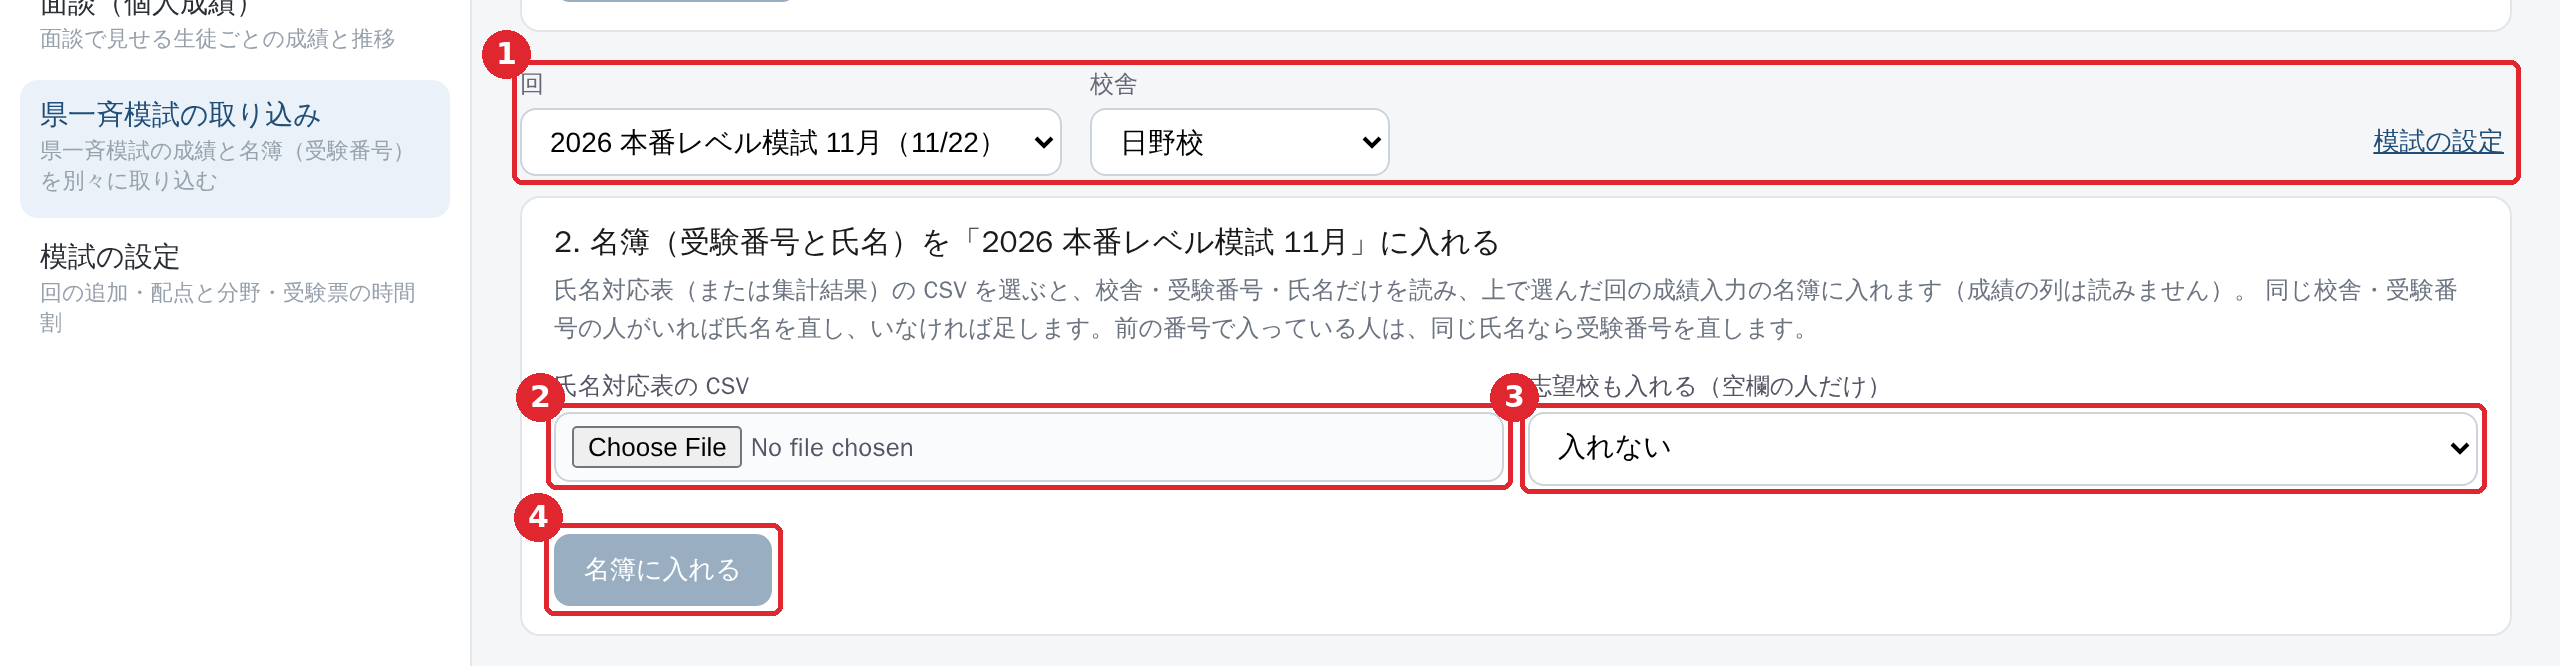 面談（個人成績）
面談で見せる生徒ごとの成績と推移
県一斉模試の取り込み
県一斉模試の成績と名簿（受験番号）
を別々に取り込む
模試の設定
回の追加・配点と分野・受験票の時間
割
1
回
校舎
2026 本番レベル模試 11月（11/22）
日野校
模試の設定
2. 名簿（受験番号と氏名）を「2026 本番レベル模試 11月」に入れる
氏名対応表（または集計結果）の CSV を選ぶと、校舎・受験番号・氏名だけを読み、上で選んだ回の成績入力の名簿に入れます（成績の列は読みません）。 同じ校舎・受験番
号の人がいれば氏名を直し、いなければ足します。前の番号で入っている人は、同じ氏名なら受験番号を直します。
2
氏名対応表の CSV
3
志望校も入れる（空欄の人だけ）
Choose File No file chosen
入れない
4
名簿に入れる